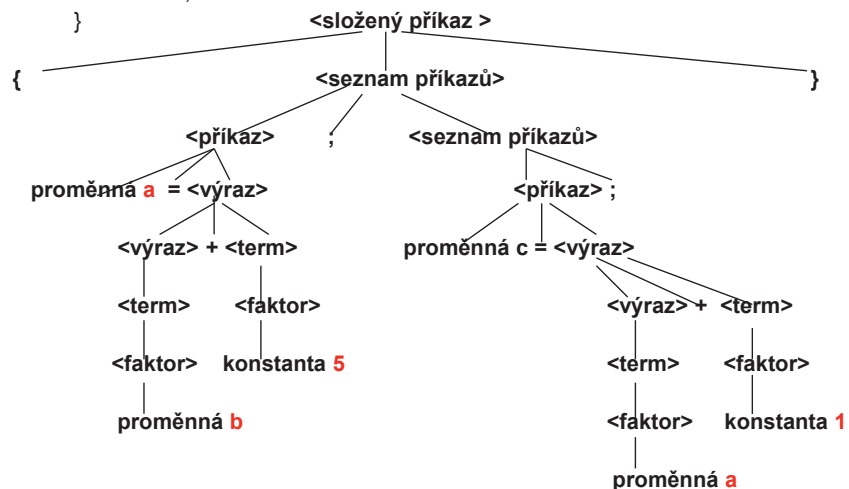 } <složený příkaz >
{ <seznam příkazů> }
<příkaz> ; <seznam příkazů>
proměnná a = <výraz> <příkaz> ;
<výraz> + <term> proměnná c = <výraz>
<term> <faktor> <výraz> + <term>
<faktor> konstanta 5 <term> <faktor>
proměnná b <faktor> konstanta 1
proměnná a